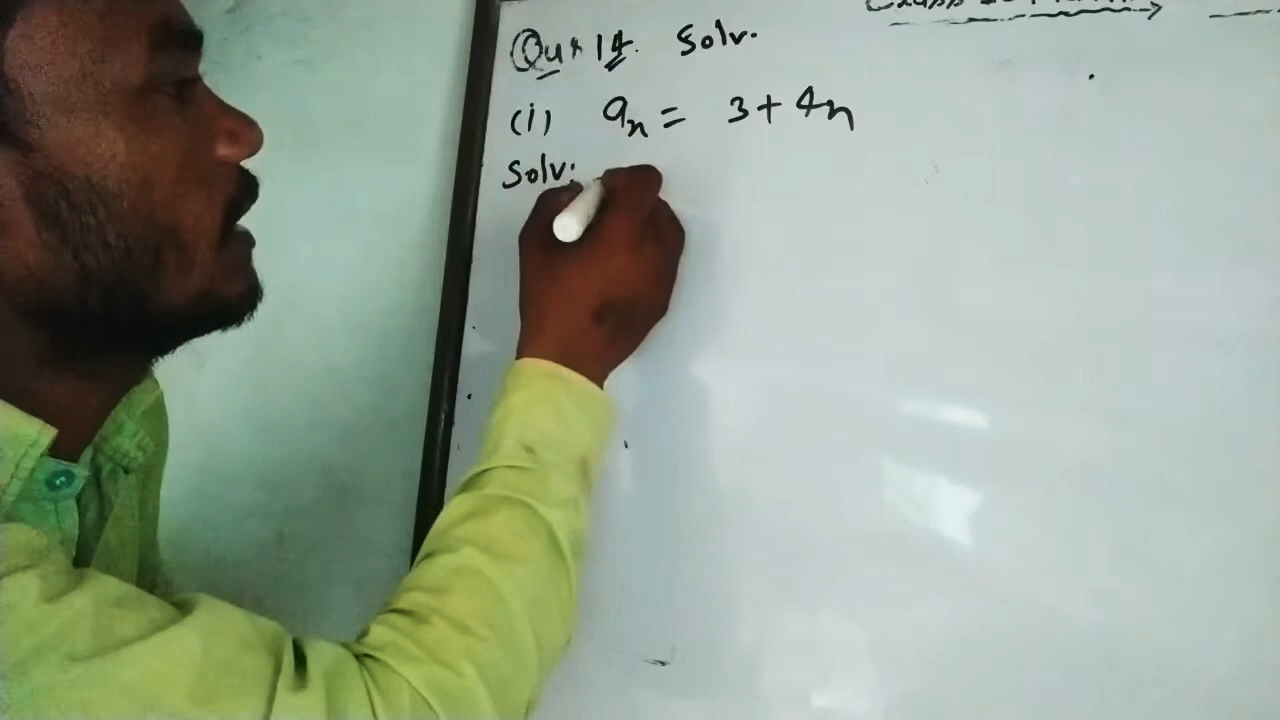 Qu* 14. Solv.
(i) an = 3 + 4n
Solv: